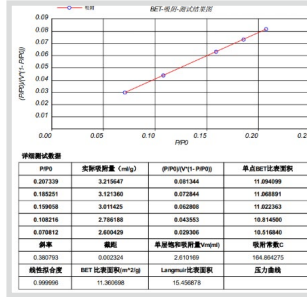 吸附
BET-吸附-测试结果图
(P/P0)/(V*(1- P/P0))
0.09
0.08
0.07
0.06
0.05
0.04
0.03
0.02
0.01
0.00 0.05 0.10 0.15 0.20
P/P0
详细测试数据
P/P0 实际吸附量 (ml/g) (P/P0)/(V*(1- P/P0)) 单点BET比表面积
0.207339 3.215647 0.081344 11.094099
0.185251 3.121360 0.072844 11.068891
0.159058 3.011425 0.062808 11.022363
0.108216 2.786188 0.043553 10.814500
0.070812 2.600429 0.029306 10.516840
斜率 截距 单层饱和吸附量Vm(ml) 吸附常数C
0.380793 0.002324 2.610169 164.864275
线性拟合度 BET 比表面积(m^2/g) Langmuir比表面积 压力曲线
0.999996 11.360698 15.456878